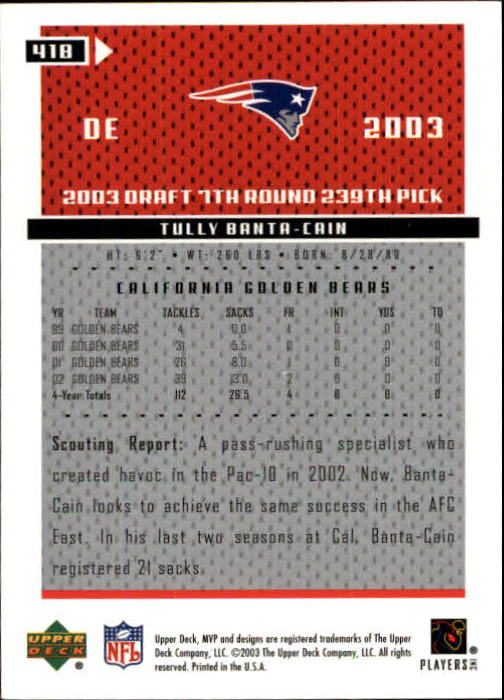 418
DE
2003
2003 DRAFT 7TH ROUND 239TH PICK
TULLY BANTA-CAIN
HT: 6'2" • WT: 260 LBS • BORN: 8/28/80
CALIFORNIA GOLDEN BEARS
YR TEAM TACKLES SACKS FR INT YDS TD
99 GOLDEN BEARS 4 0.0 1 0 0 0
00 GOLDEN BEARS 31 5.5 0 0 0 0
01 GOLDEN BEARS 26 8.0 1 0 0 0
02 GOLDEN BEARS 39 13.0 2 0 0 0
4-Year Totals 112 26.5 4 0 0 0
Scouting Report: A pass-rushing specialist who
created havoc in the Pac-10 in 2002. Now, Banta-
Cain looks to achieve the same success in the AFC
East. In his last two seasons at Cal, Banta-Cain
registered 21 sacks.
UPPER DECK
NFL
Upper Deck, MVP and designs are registered trademarks of The Upper
Deck Company, LLC. ©2003 The Upper Deck Company, LLC. All rights
reserved. Printed in the U.S.A.
PLAYERS INC